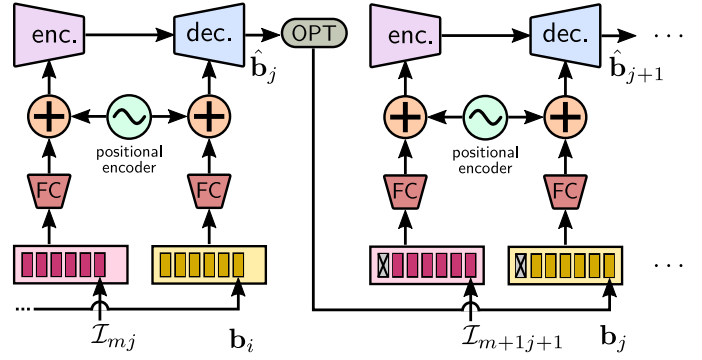 enc.
dec.
OPT
enc.
dec.
...
b̂_j
b̂_{j+1}
positional
encoder
positional
encoder
FC
FC
FC
FC
...
...
I_{mj}
b_i
I_{m+1j+1}
b_j